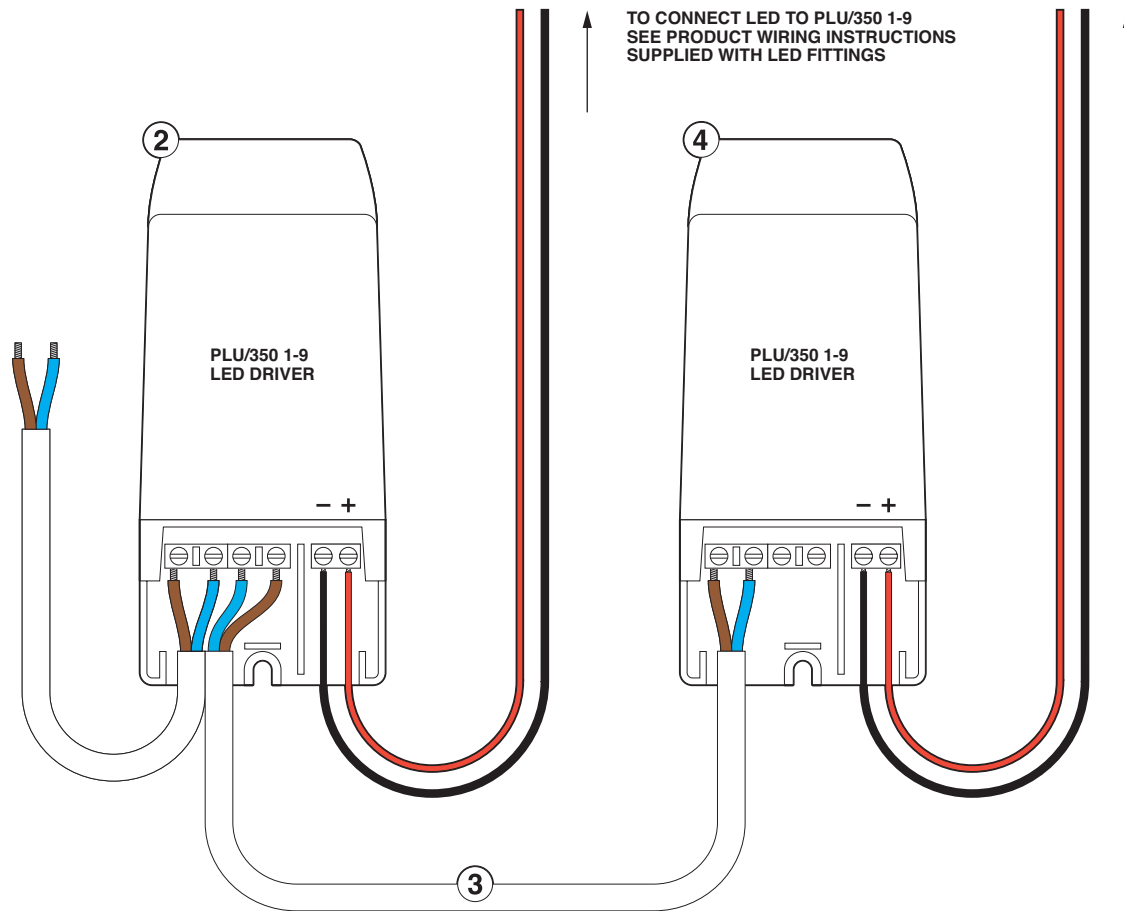 TO CONNECT LED TO PLU/350 1-9
SEE PRODUCT WIRING INSTRUCTIONS
SUPPLIED WITH LED FITTINGS
2
4
PLU/350 1-9
LED DRIVER
PLU/350 1-9
LED DRIVER
– +
– +
3